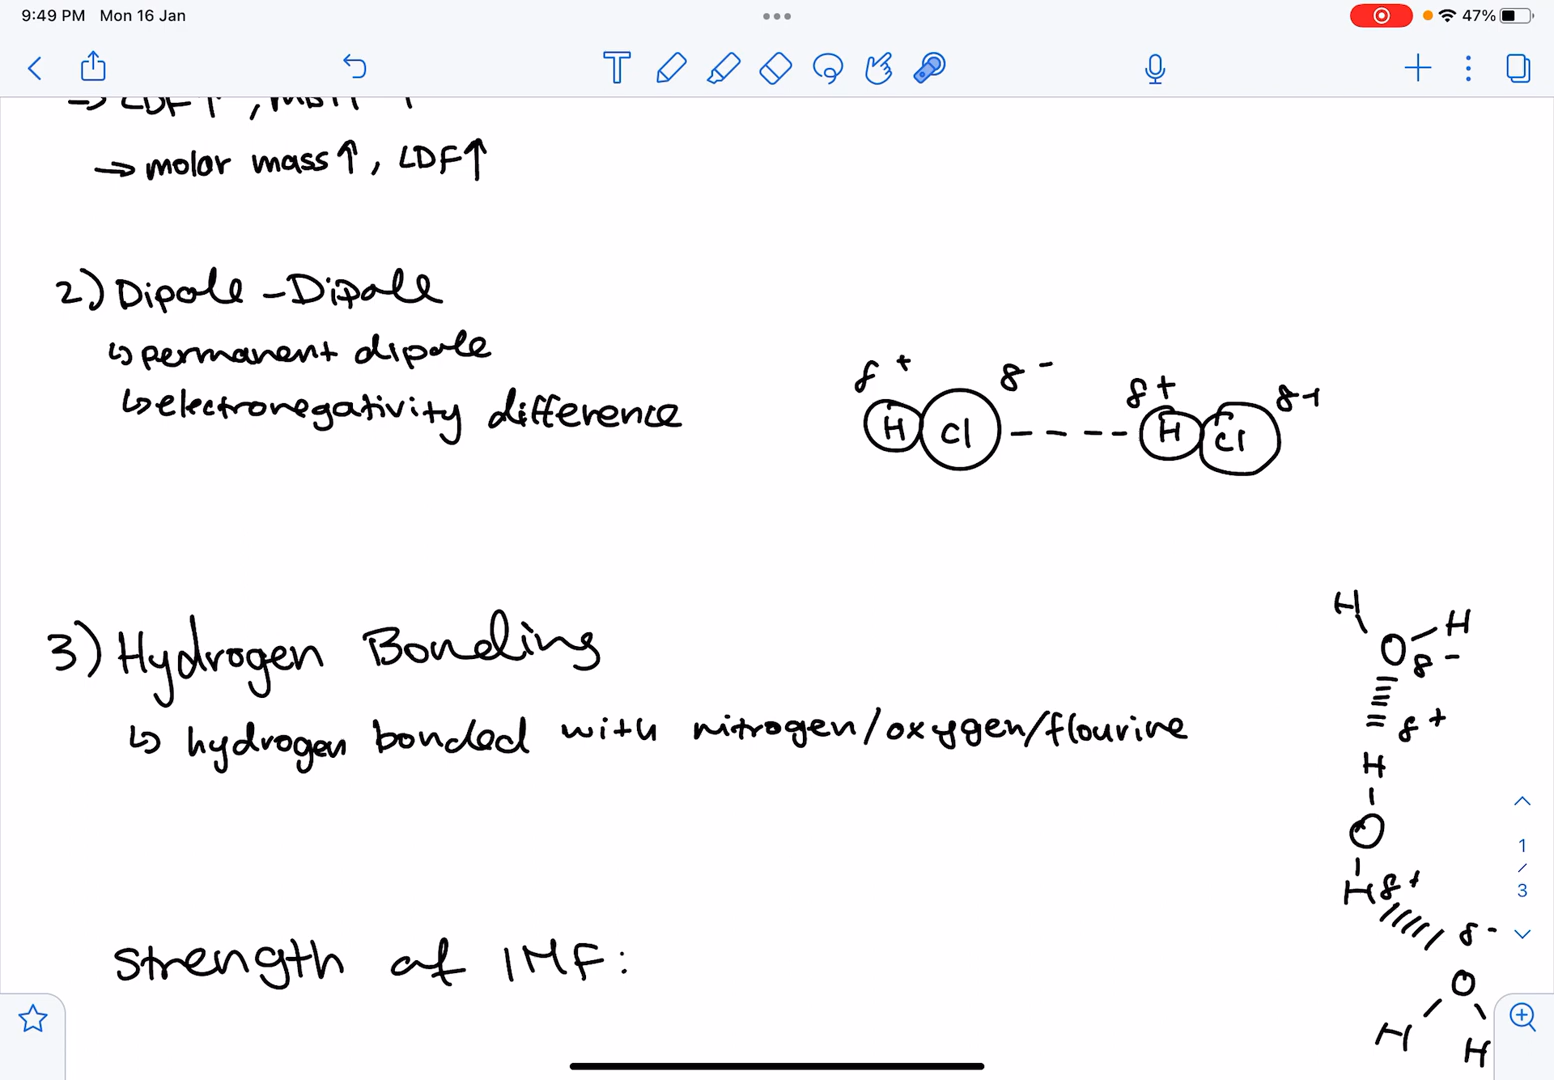 9:49 PM Mon 16 Jan
47%
→ LDF↑, 
→ molar mass↑, LDF↑
2) Dipole - Dipole
↳ permanent dipole
↳ electronegativity difference
δ+ δ- δ+ δ-
H Cl ---- H Cl
3) Hydrogen Bonding
↳ hydrogen bonded with nitrogen/oxygen/flourine
H
H
O δ-
δ+
H
O
H δ+
δ-
O
H H
strength of IMF:
1
/
3